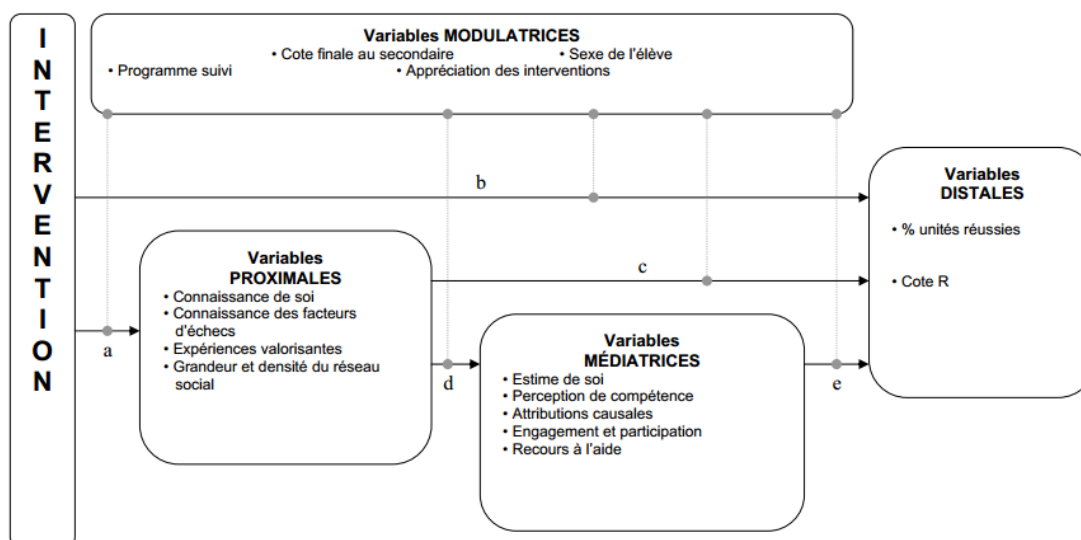 INTERVENTION
Variables MODULATRICES
• Cote finale au secondaire • Sexe de l'élève
• Programme suivi • Appréciation des interventions
b
Variables
DISTALES
• % unités réussies
• Cote R
Variables
PROXIMALES
• Connaissance de soi
• Connaissance des facteurs
d'échecs
• Expériences valorisantes
• Grandeur et densité du réseau
social
c
a
d
Variables
MÉDIATRICES
• Estime de soi
• Perception de compétence
• Attributions causales
• Engagement et participation
• Recours à l'aide
e